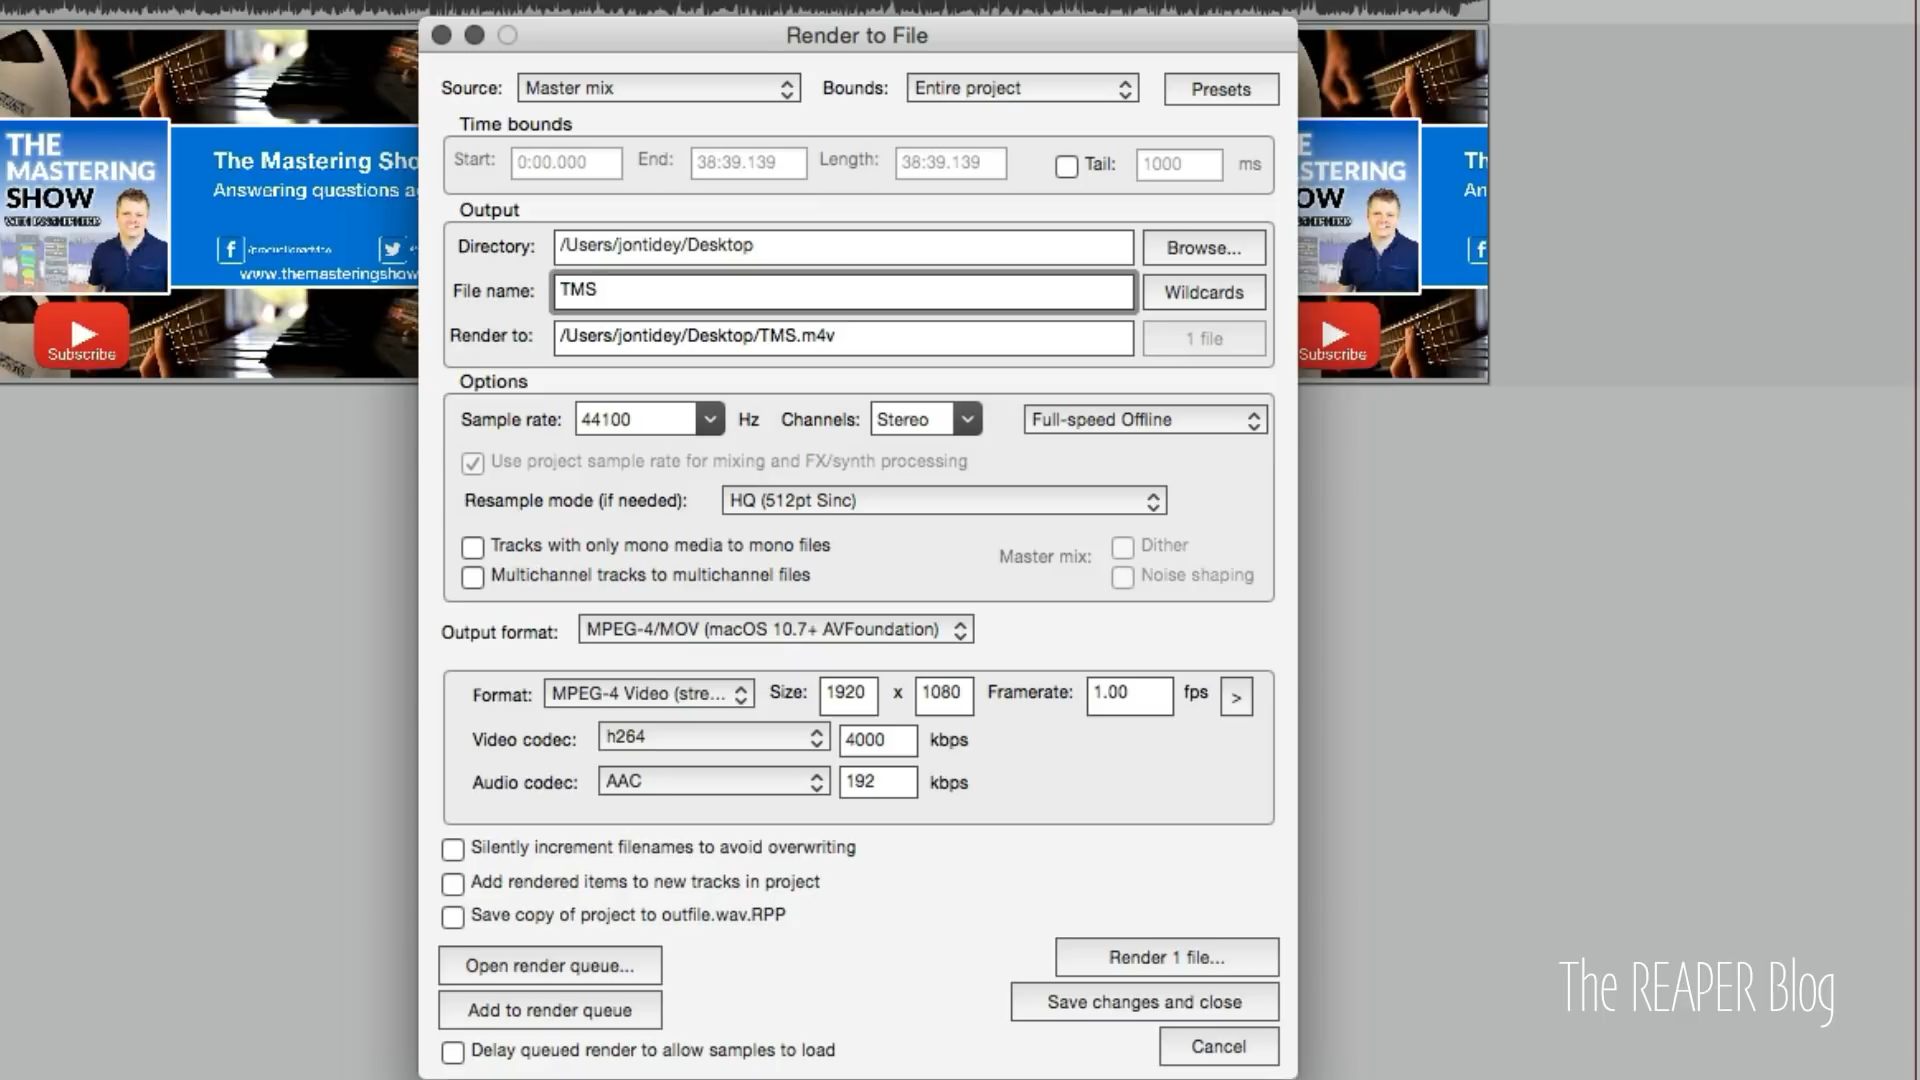 Render to File
Source: Master mix Bounds: Entire project Presets
Time bounds
Start: 0:00.000 End: 38:39.139 Length: 38:39.139 Tail: 1000 ms
Output
Directory: /Users/jontidey/Desktop Browse...
File name: TMS Wildcards
Render to: /Users/jontidey/Desktop/TMS.m4v 1 file
Options
Sample rate: 44100 Hz Channels: Stereo Full-speed Offline
Use project sample rate for mixing and FX/synth processing
Resample mode (if needed): HQ (512pt Sinc)
Tracks with only mono media to mono files
Multichannel tracks to multichannel files
Master mix: Dither
Noise shaping
Output format: MPEG-4/MOV (macOS 10.7+ AVFoundation)
Format: MPEG-4 Video (stre... Size: 1920 x 1080 Framerate: 1.00 fps >
Video codec: h264 4000 kbps
Audio codec: AAC 192 kbps
Silently increment filenames to avoid overwriting
Add rendered items to new tracks in project
Save copy of project to outfile.wav.RPP
Open render queue... Render 1 file...
Add to render queue Save changes and close
Delay queued render to allow samples to load Cancel
THE
MASTERING
SHOW
The Mastering Sho
Answering questions a
/productionadvice
www.themasteringshow
Subscribe
E
STERING
OW
Th
An
Subscribe
The REAPER Blog